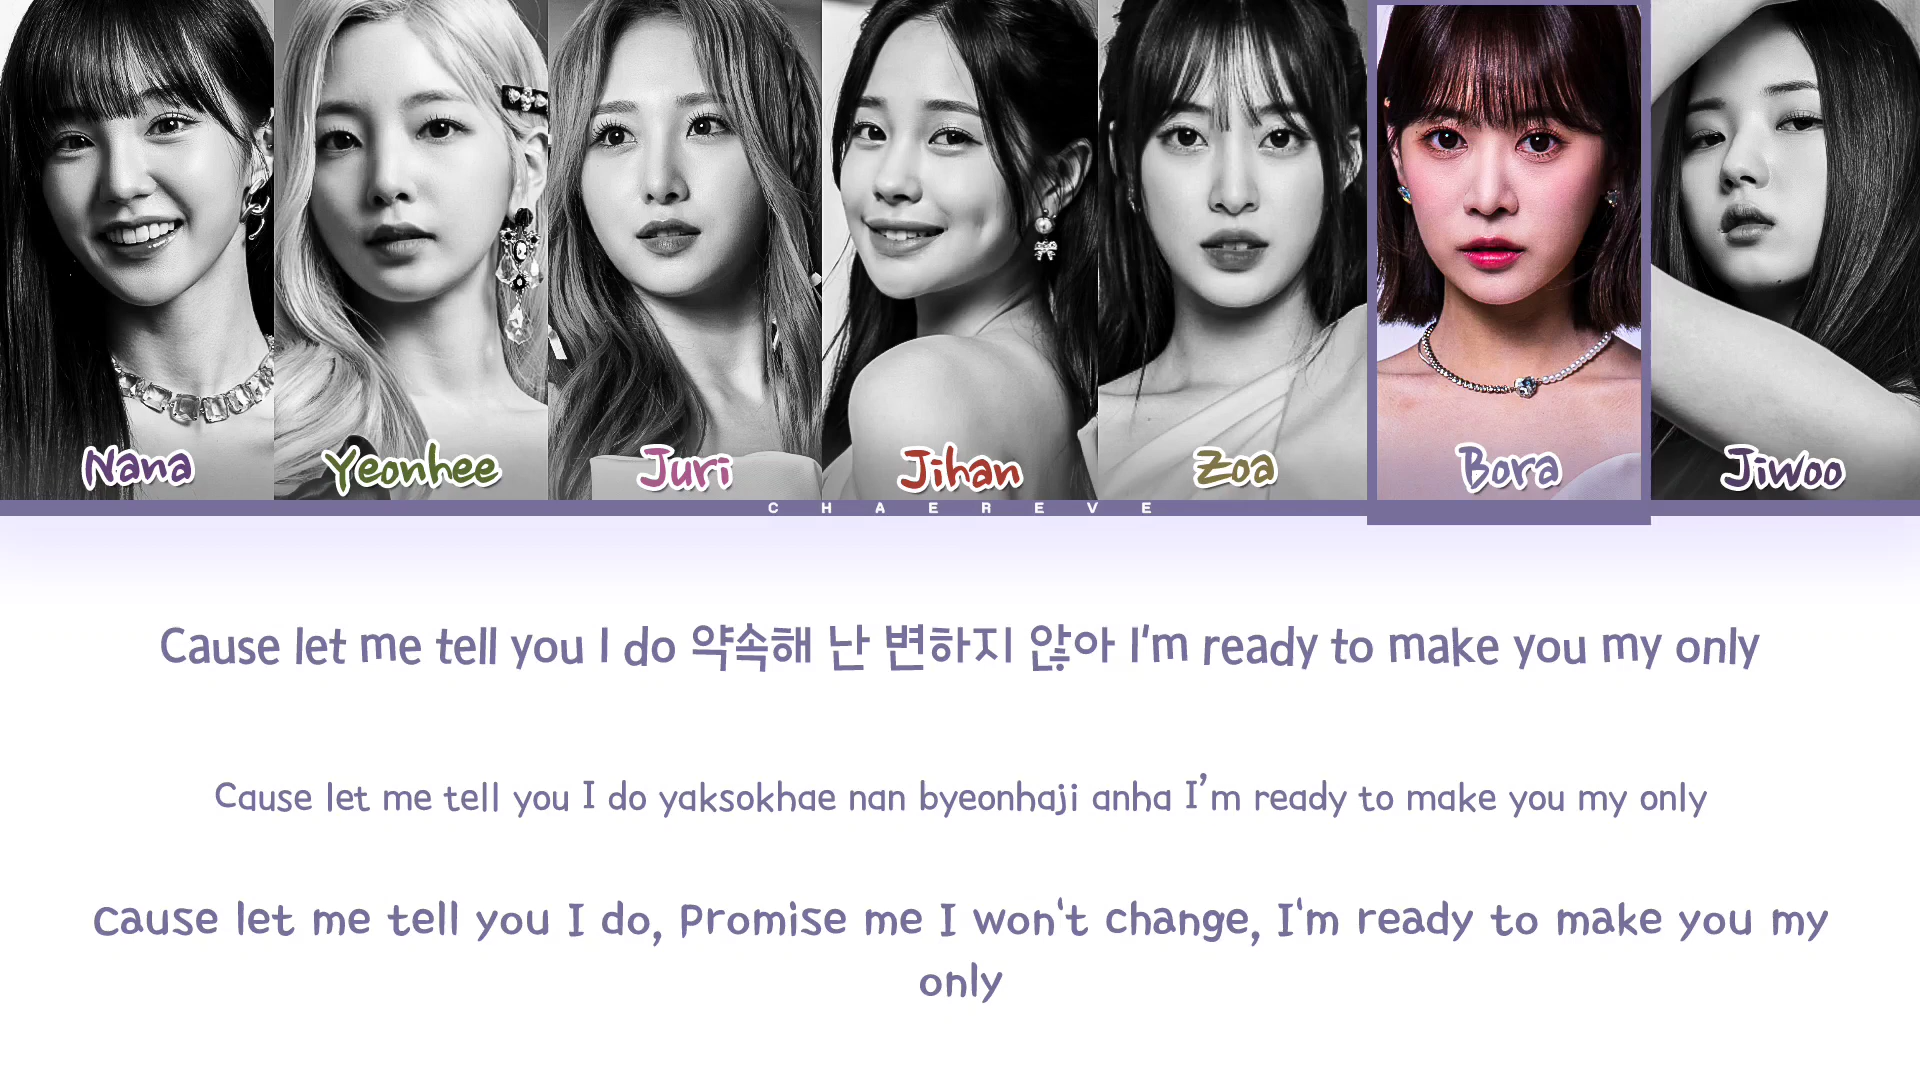 Nana
Yeonhee
Juri
Jihan
Zoa
Bora
Jiwoo
CHAEREVE
Cause let me tell you I do 약속해 난 변하지 않아 I'm ready to make you my only
Cause let me tell you I do yaksokhae nan byeonhaji anha I’m ready to make you my only
Cause let me tell you I do, Promise me I won‘t change, I‘m ready to make you my
only